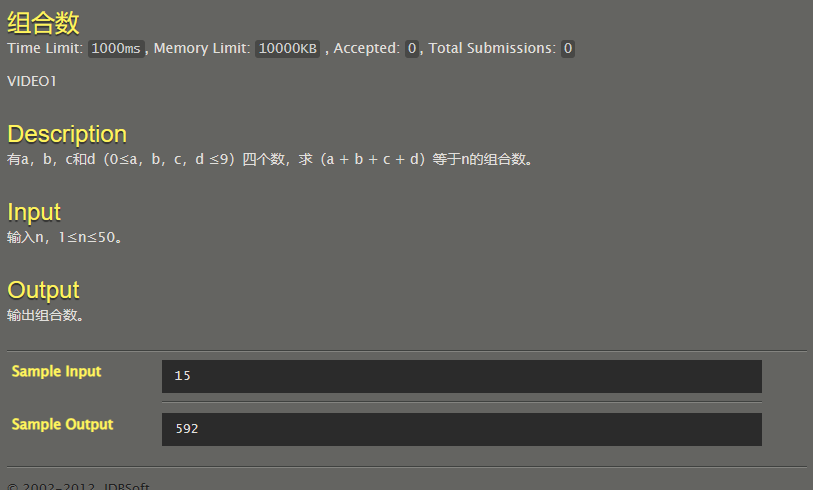 组合数
Time Limit: 1000ms, Memory Limit: 10000KB , Accepted: 0, Total Submissions: 0
VIDEO1
Description
有a，b，c和d（0≤a，b，c，d ≤9）四个数，求（a + b + c + d）等于n的组合数。
Input
输入n，1≤n≤50。
Output
输出组合数。
Sample Input
15
Sample Output
592
© 2002-2012, JDPSoft